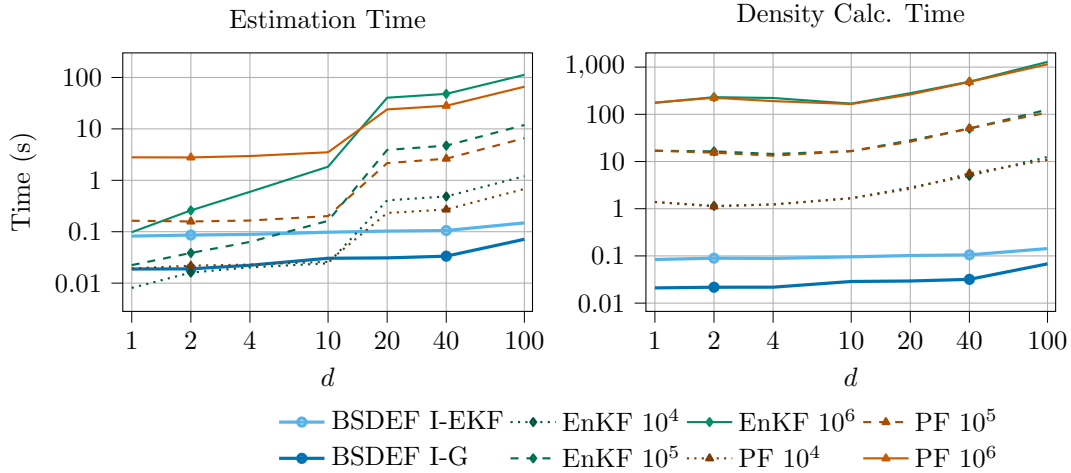 Estimation Time
Density Calc. Time
Time (s)
100
10
1
0.1
0.01
1 2 4 10 20 40 100
d
1,000
100
10
1
0.1
0.01
1 2 4 10 20 40 100
d
BSDEF I-EKF EnKF 10⁴ EnKF 10⁶ PF 10⁵
BSDEF I-G EnKF 10⁵ PF 10⁴ PF 10⁶